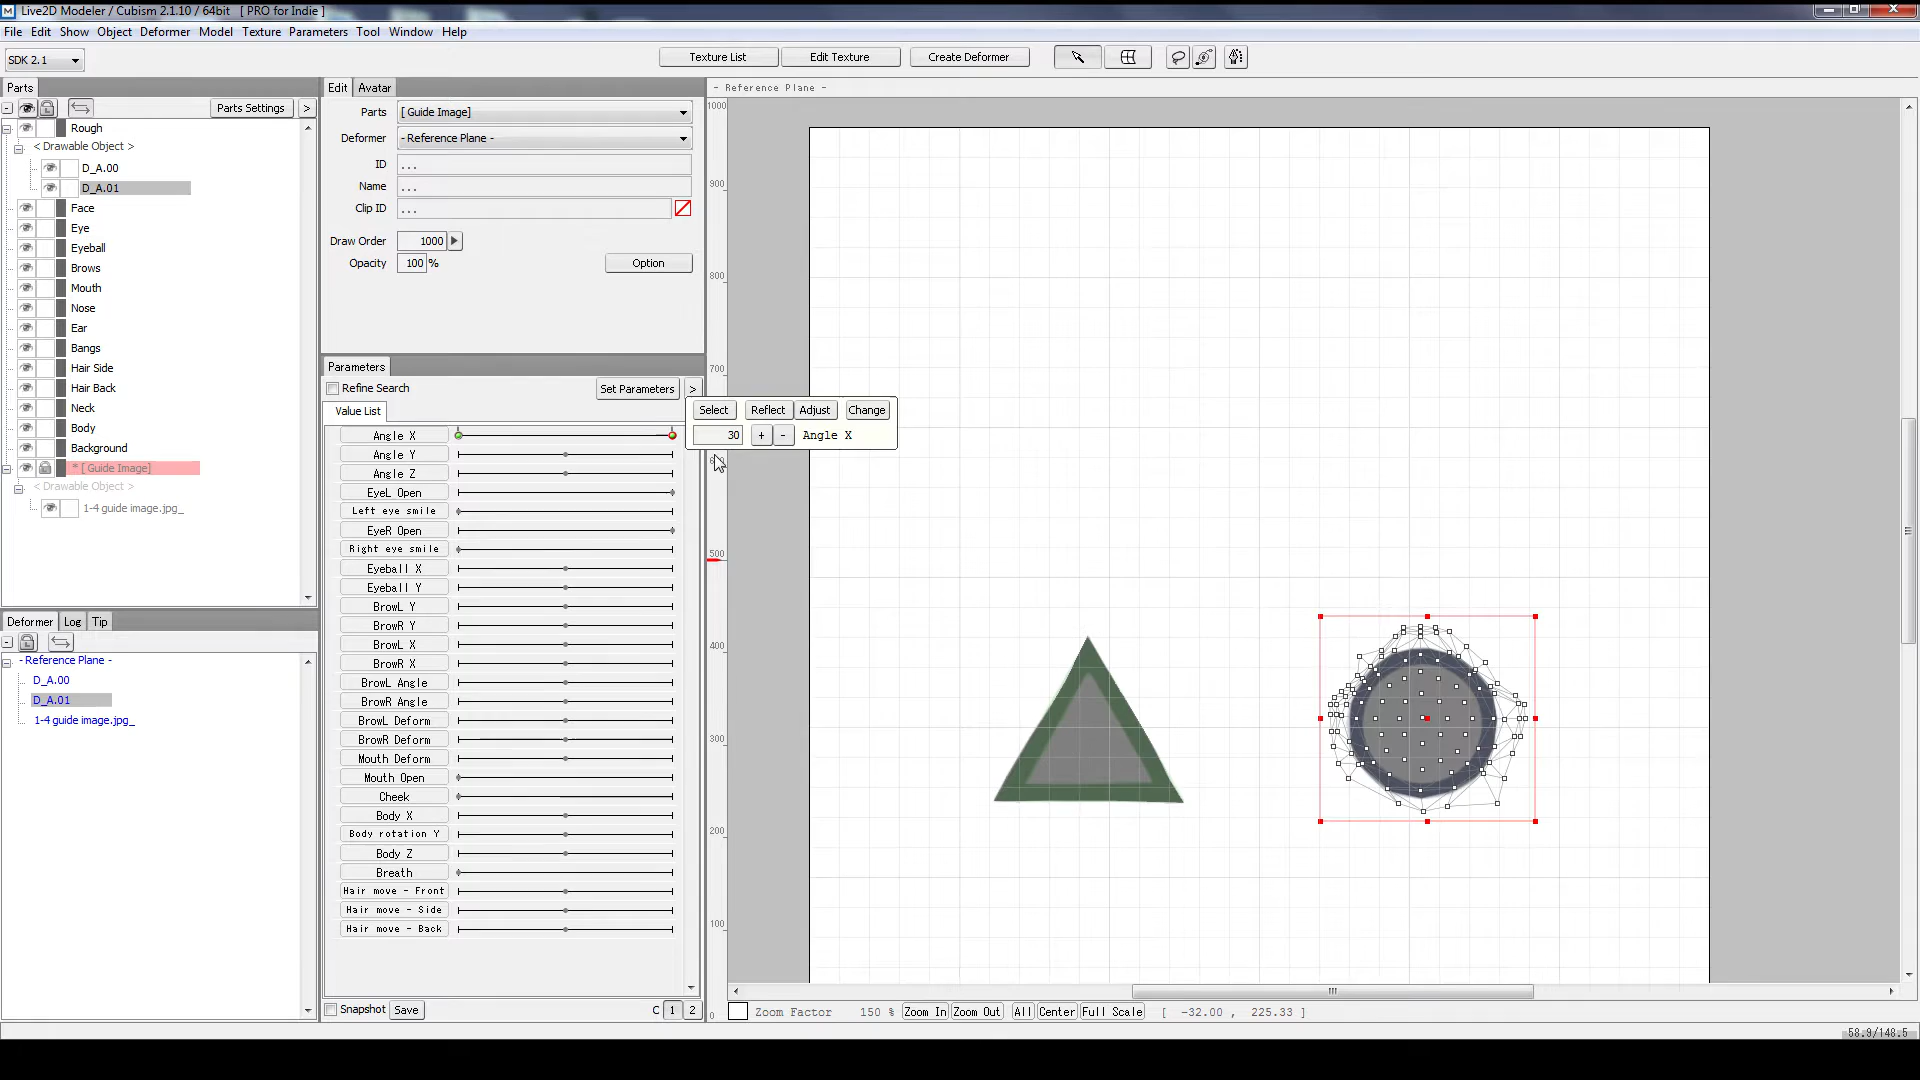 Live2D Modeler / Cubism 2.1.10 / 64bit [ PRO for Indie ]
File Edit Show Object Deformer Model Texture Parameters Tool Window Help
SDK 2.1
Texture List Edit Texture Create Deformer
Parts
Parts Settings >
Rough
< Drawable Object >
D_A.00
D_A.01
Face
Eye
Eyeball
Brows
Mouth
Nose
Ear
Bangs
Hair Side
Hair Back
Neck
Body
Background
* [ Guide Image]
< Drawable Object >
1-4 guide image.jpg_
Deformer Log Tip
- Reference Plane -
D_A.00
D_A.01
1-4 guide image.jpg_
Edit Avatar
Parts [ Guide Image]
Deformer - Reference Plane -
ID ...
Name ...
Clip ID ...
Draw Order 1000
Opacity 100 %
Option
Parameters
Refine Search
Set Parameters >
Value List
Angle X
Angle Y
Angle Z
EyeL Open
Left eye smile
EyeR Open
Right eye smile
Eyeball X
Eyeball Y
BrowL Y
BrowR Y
BrowL X
BrowR X
BrowL Angle
BrowR Angle
BrowL Deform
BrowR Deform
Mouth Deform
Mouth Open
Cheek
Body X
Body rotation Y
Body Z
Breath
Hair move - Front
Hair move - Side
Hair move - Back
Snapshot Save C 1 2
Select Reflect Adjust Change
30 + - Angle X
- Reference Plane -
1000
900
800
700
500
400
300
200
100
0
Zoom Factor 150 % Zoom In Zoom Out All Center Full Scale [ -32.00 , 225.33 ]
58.9/148.5